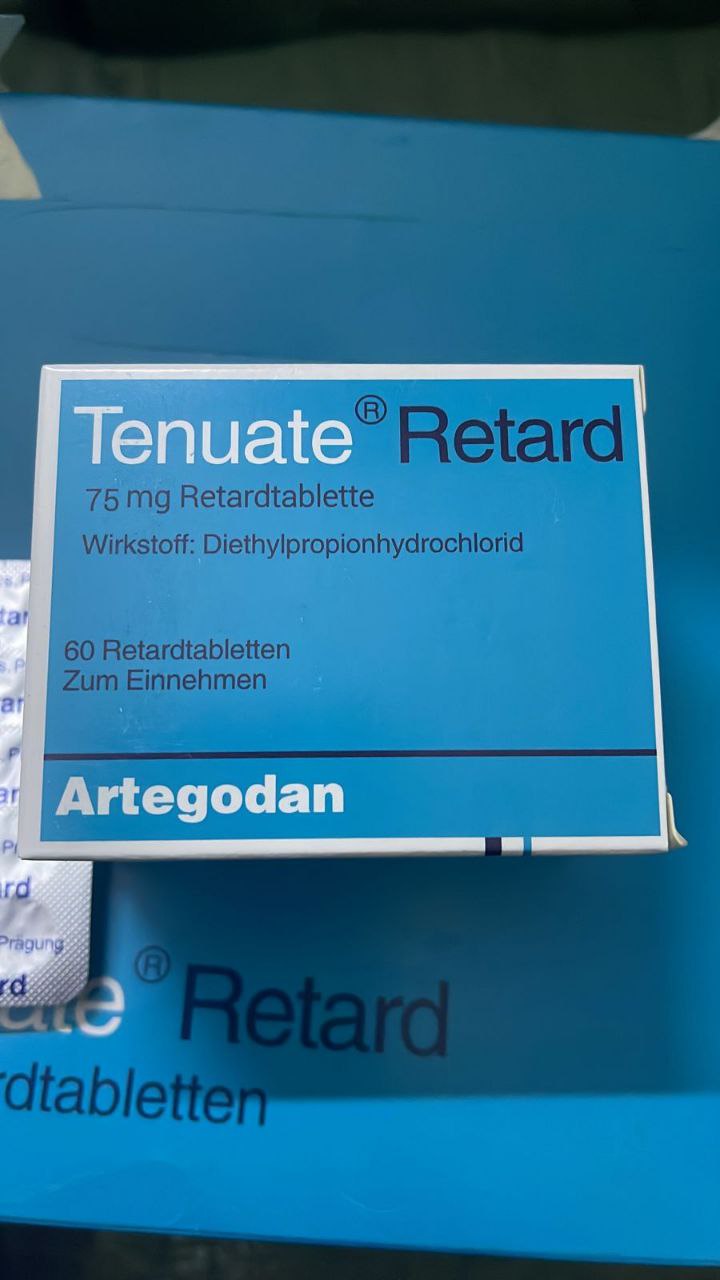 Tenuate® Retard
75 mg Retardtablette
Wirkstoff: Diethylpropionhydrochlorid
60 Retardtabletten
Zum Einnehmen
Artegodan
rd
Prägung
rd
® Retard
rdtabletten